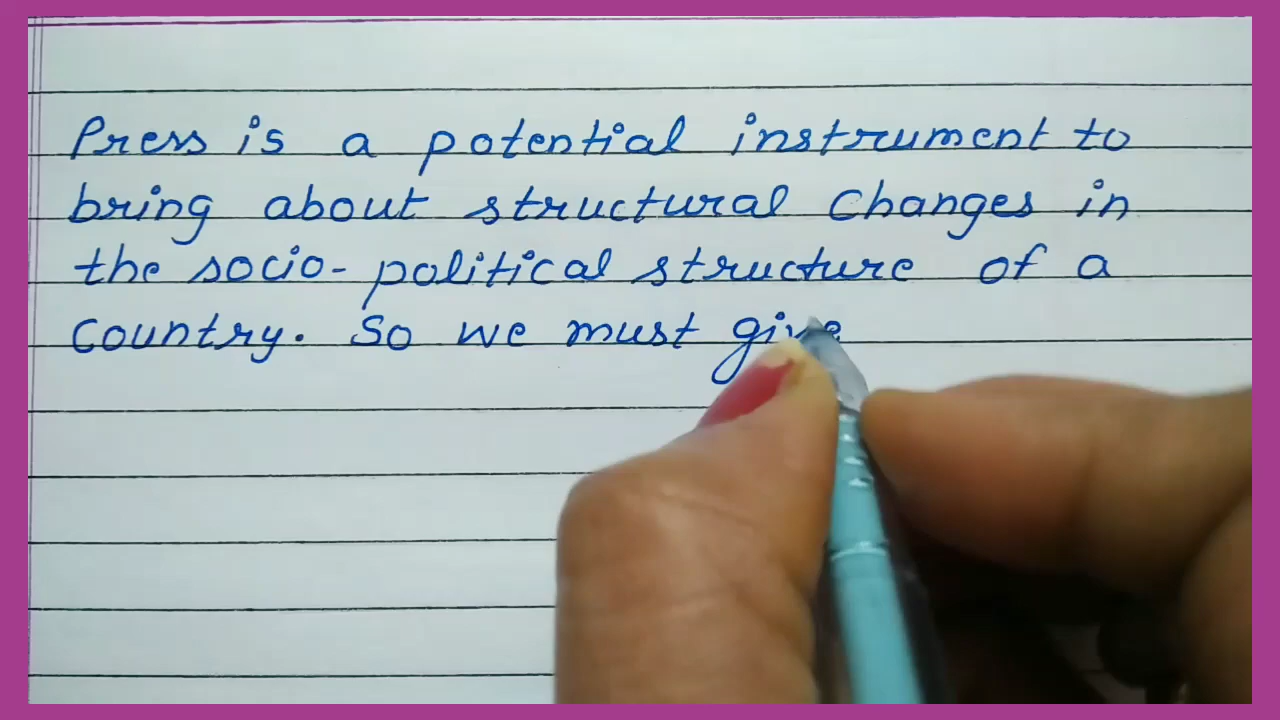 Press is a potential instrument to
bring about structural changes in
the socio-political structure of a
country. So we must give